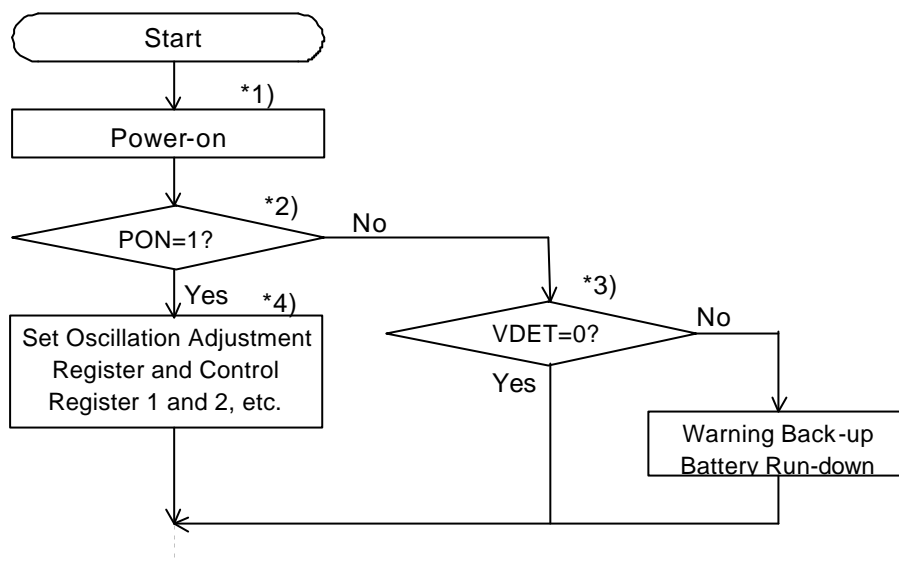 Start
*1)
Power-on
*2)
No
PON=1?
Yes
*4)
*3)
No
Set Oscillation Adjustment
Register and Control
Register 1 and 2, etc.
VDET=0?
Yes
Warning Back-up
Battery Run-down